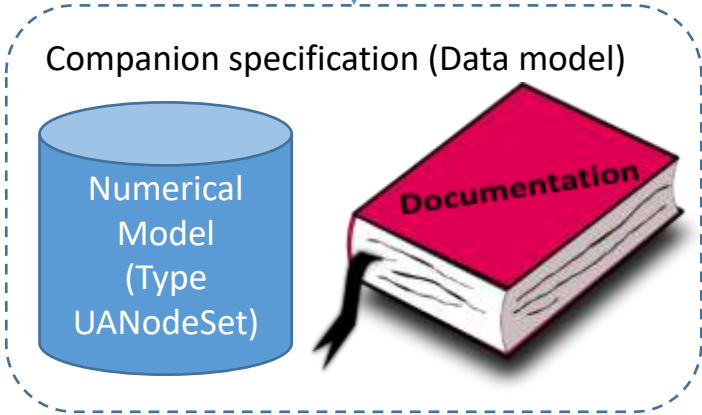 Companion specification (Data model)
Numerical
Model
(Type
UANodeSet)
Documentation